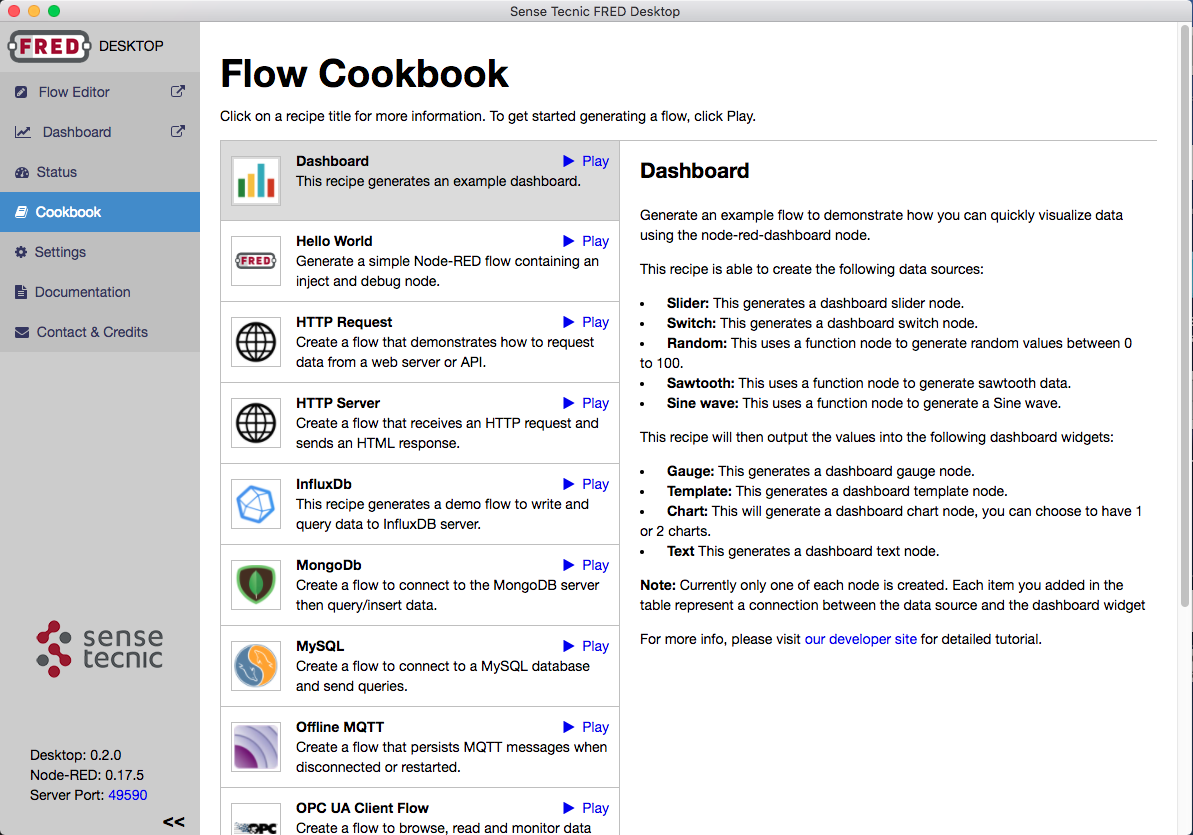 Sense Tecnic FRED Desktop
FRED DESKTOP
Flow Editor
Dashboard
Status
Cookbook
Settings
Documentation
Contact & Credits
sense
tecnic
Desktop: 0.2.0
Node-RED: 0.17.5
Server Port: 49590
<<
Flow Cookbook
Click on a recipe title for more information. To get started generating a flow, click Play.
Dashboard
Play
This recipe generates an example dashboard.
Hello World
Play
FRED
Generate a simple Node-RED flow containing an
inject and debug node.
HTTP Request
Play
Create a flow that demonstrates how to request
data from a web server or API.
HTTP Server
Play
Create a flow that receives an HTTP request and
sends an HTML response.
InfluxDb
Play
This recipe generates a demo flow to write and
query data to InfluxDB server.
MongoDb
Play
Create a flow to connect to the MongoDB server
then query/insert data.
MySQL
Play
Create a flow to connect to a MySQL database
and send queries.
Offline MQTT
Play
Create a flow that persists MQTT messages when
disconnected or restarted.
OPC UA Client Flow
Play
OPC
Create a flow to browse, read and monitor data
Dashboard
Generate an example flow to demonstrate how you can quickly visualize data
using the node-red-dashboard node.
This recipe is able to create the following data sources:
• Slider: This generates a dashboard slider node.
• Switch: This generates a dashboard switch node.
• Random: This uses a function node to generate random values between 0
to 100.
• Sawtooth: This uses a function node to generate sawtooth data.
• Sine wave: This uses a function node to generate a Sine wave.
This recipe will then output the values into the following dashboard widgets:
• Gauge: This generates a dashboard gauge node.
• Template: This generates a dashboard template node.
• Chart: This will generate a dashboard chart node, you can choose to have 1
or 2 charts.
• Text This generates a dashboard text node.
Note: Currently only one of each node is created. Each item you added in the
table represent a connection between the data source and the dashboard widget
For more info, please visit our developer site for detailed tutorial.